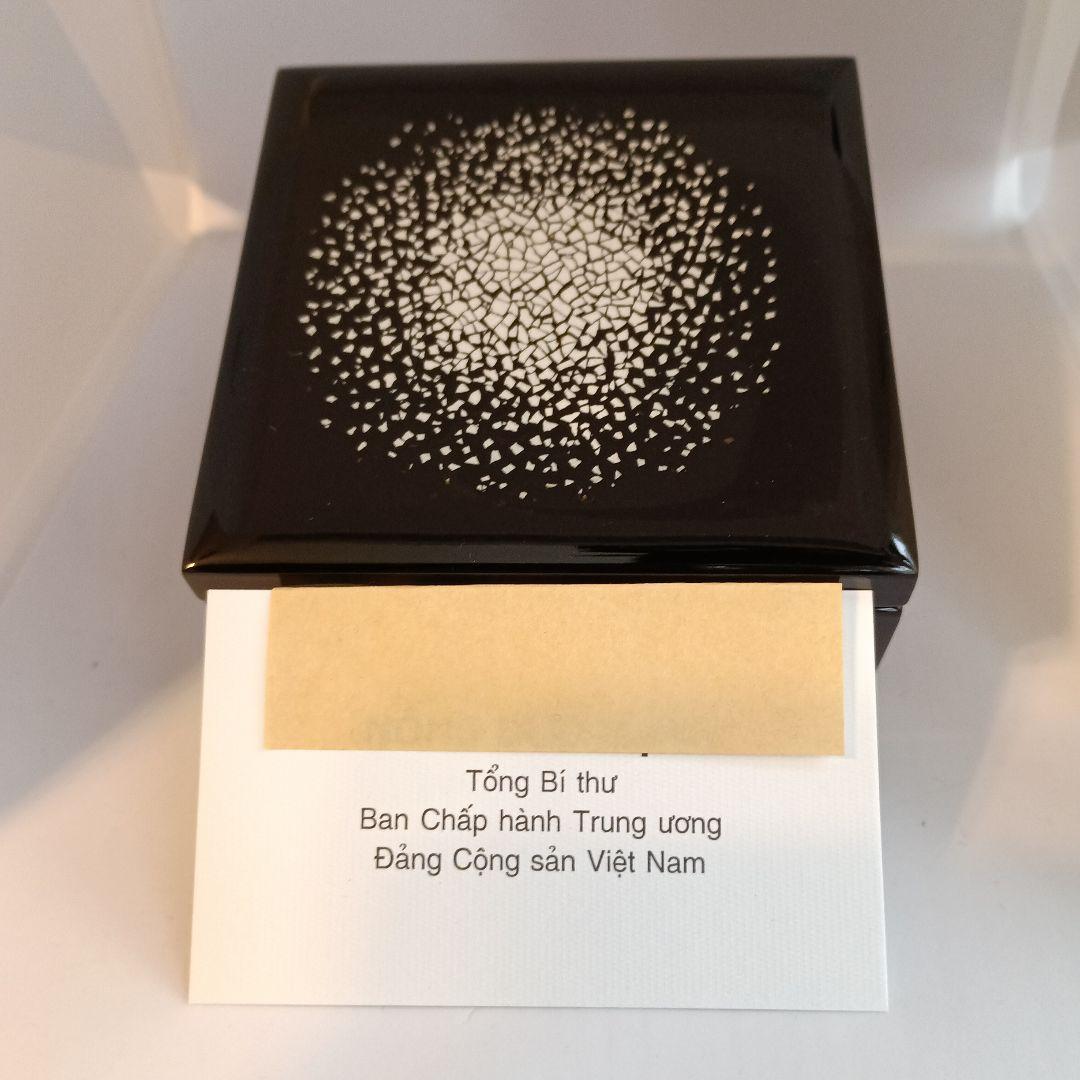 Tổng Bí thư
Ban Chấp hành Trung ương
Đảng Cộng sản Việt Nam